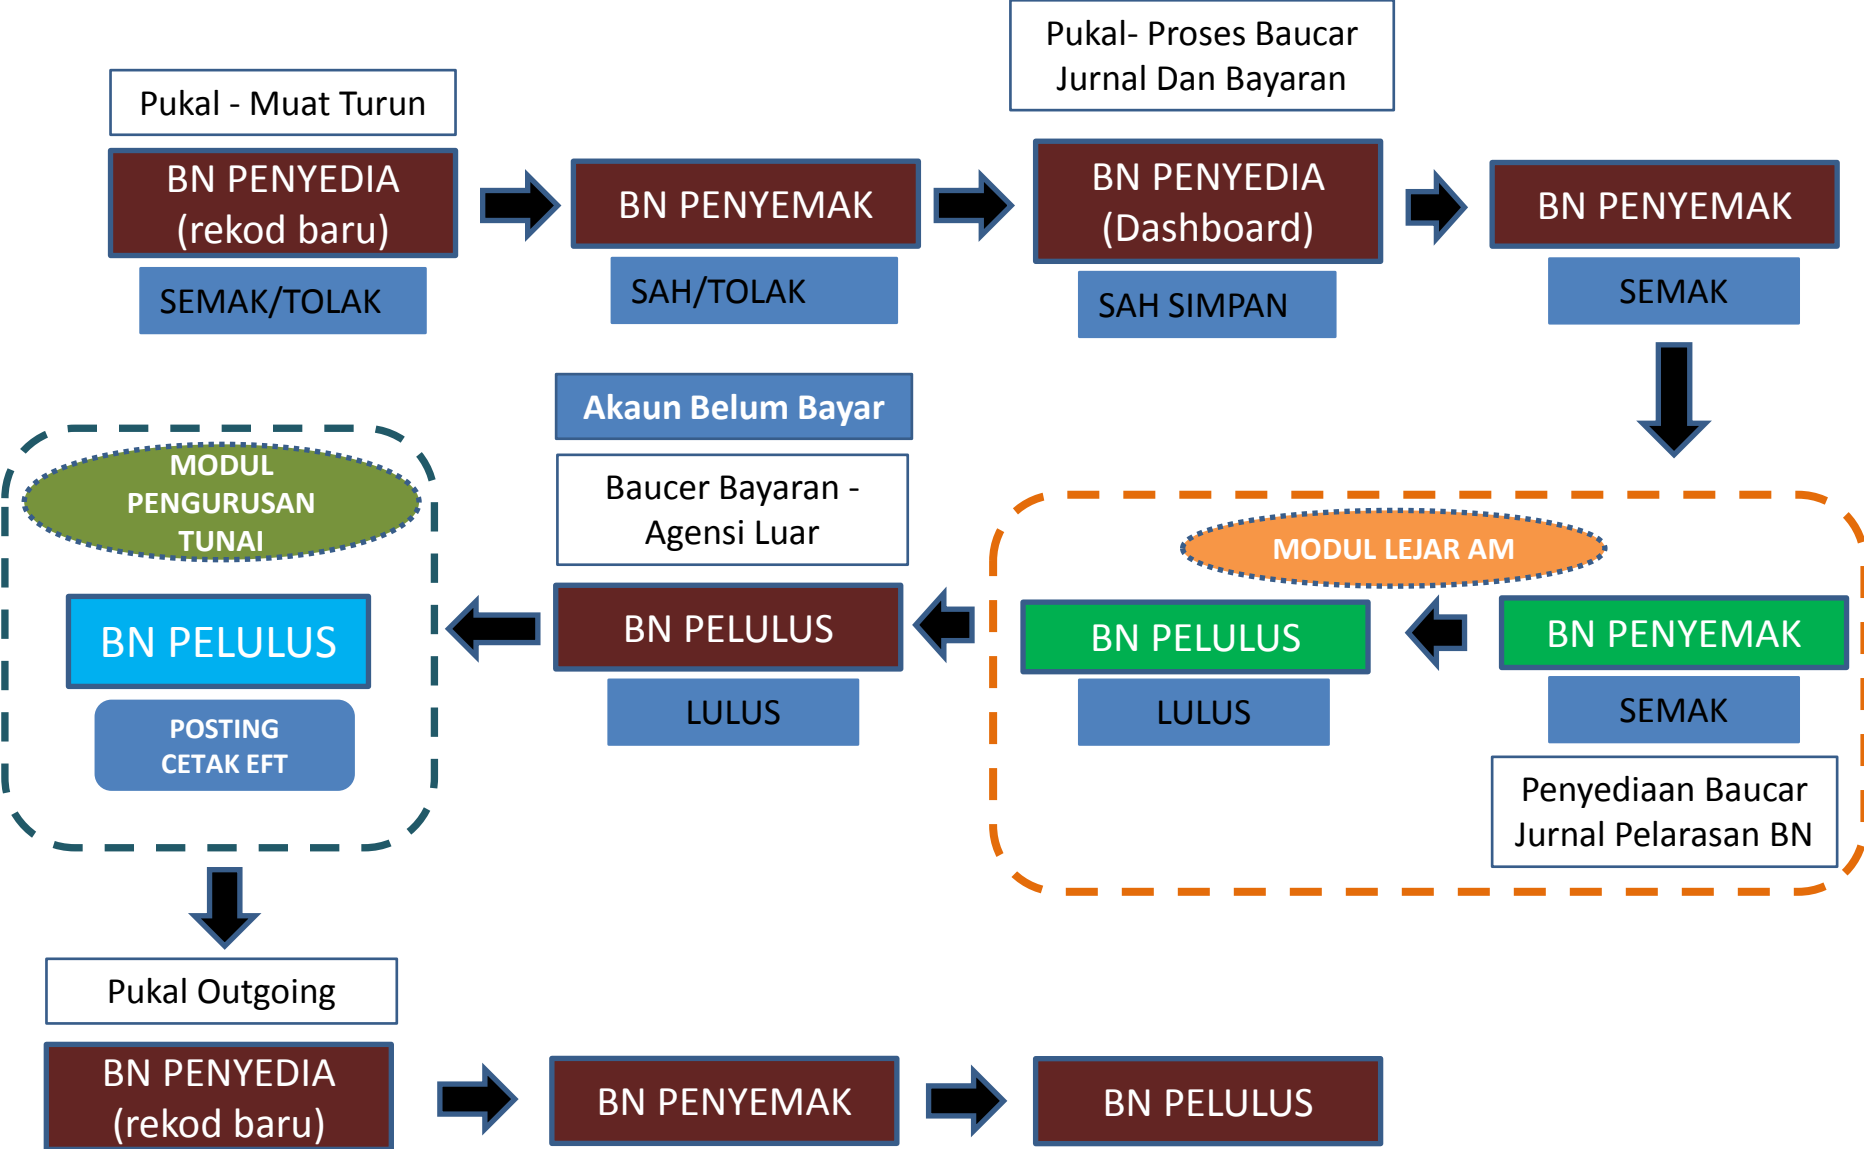 Pukal - Muat Turun
BN PENYEDIA
(rekod baru)
SEMAK/TOLAK
BN PENYEMAK
SAH/TOLAK
Pukal- Proses Baucar
Jurnal Dan Bayaran
BN PENYEDIA
(Dashboard)
SAH SIMPAN
BN PENYEMAK
SEMAK
MODUL LEJAR AM
BN PENYEMAK
SEMAK
Penyediaan Baucar
Jurnal Pelarasan BN
BN PELULUS
LULUS
Akaun Belum Bayar
Baucer Bayaran -
Agensi Luar
BN PELULUS
LULUS
MODUL
PENGURUSAN
TUNAI
BN PELULUS
POSTING
CETAK EFT
Pukal Outgoing
BN PENYEDIA
(rekod baru)
BN PENYEMAK
BN PELULUS